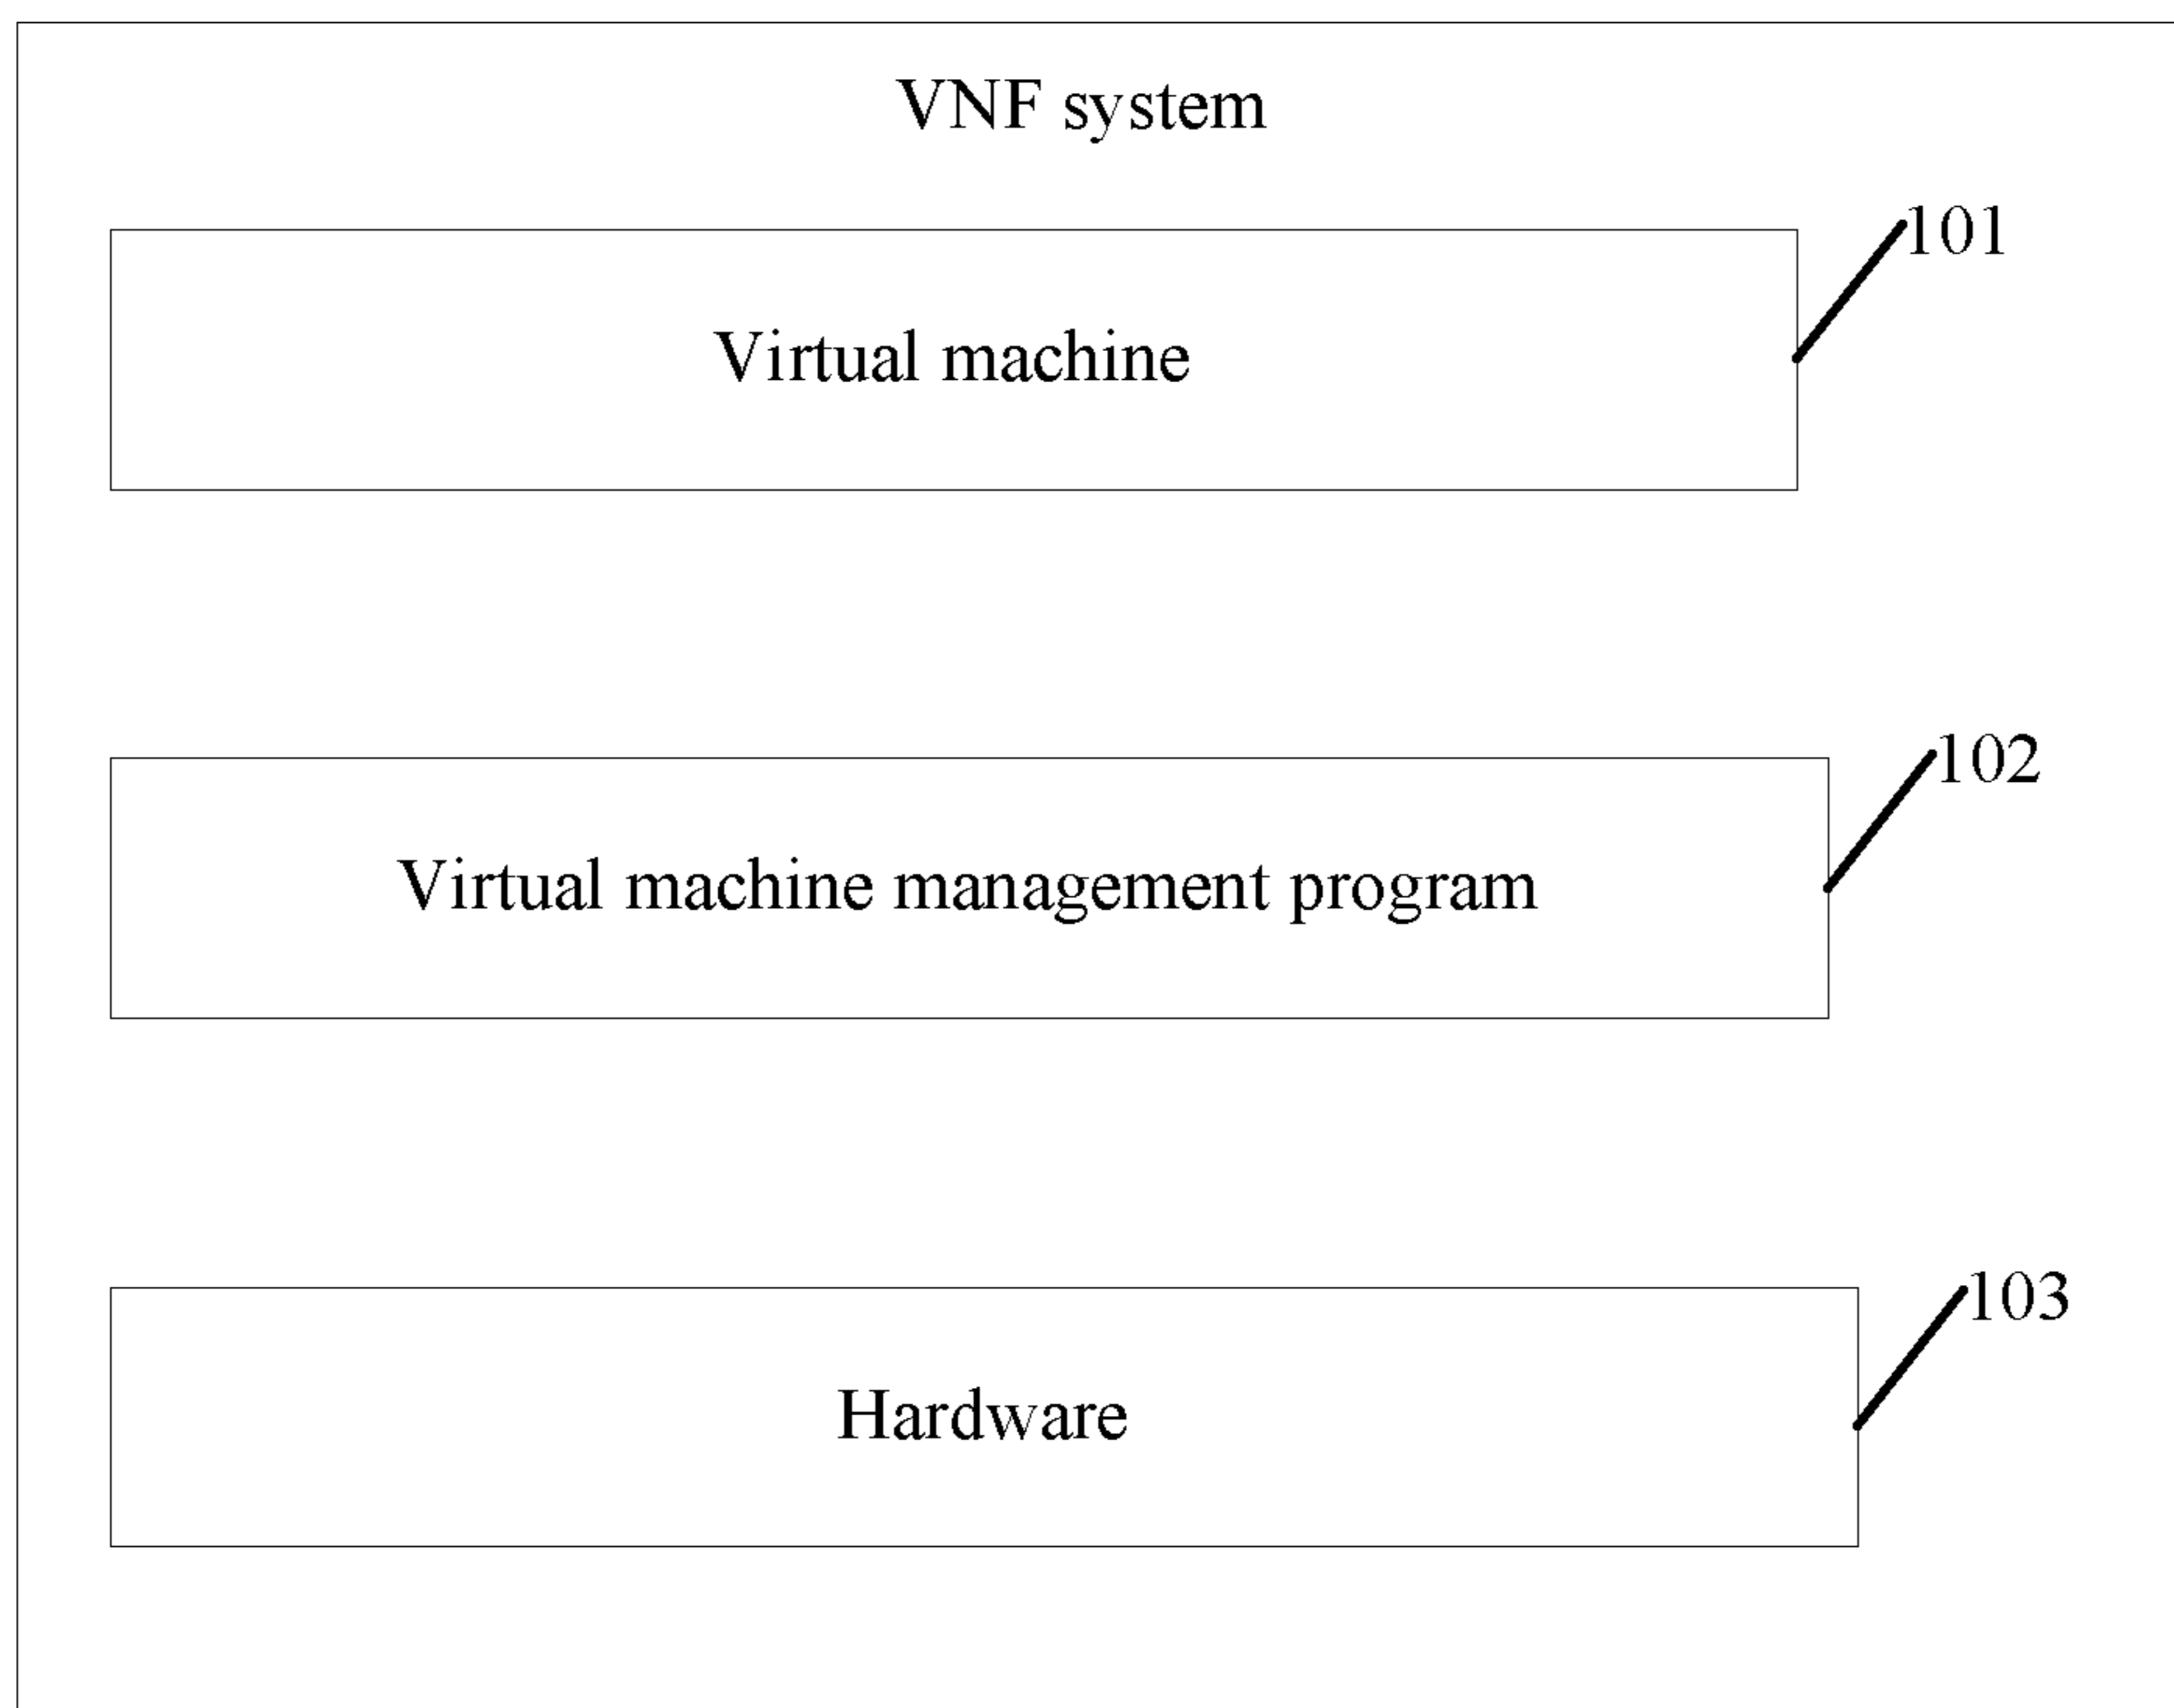 VNF system
101
Virtual machine
102
Virtual machine management program
103
Hardware